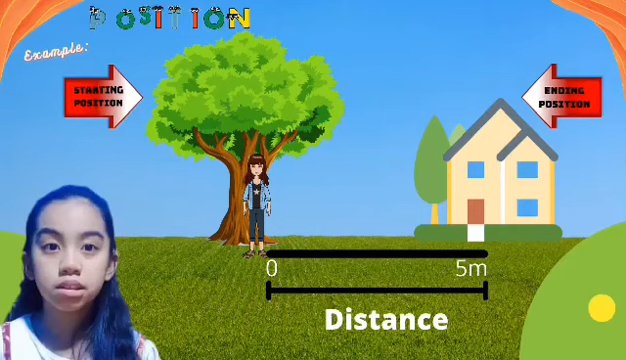 POSITION
Example:
STARTING
POSITION
ENDING
POSITION
0 5m
Distance